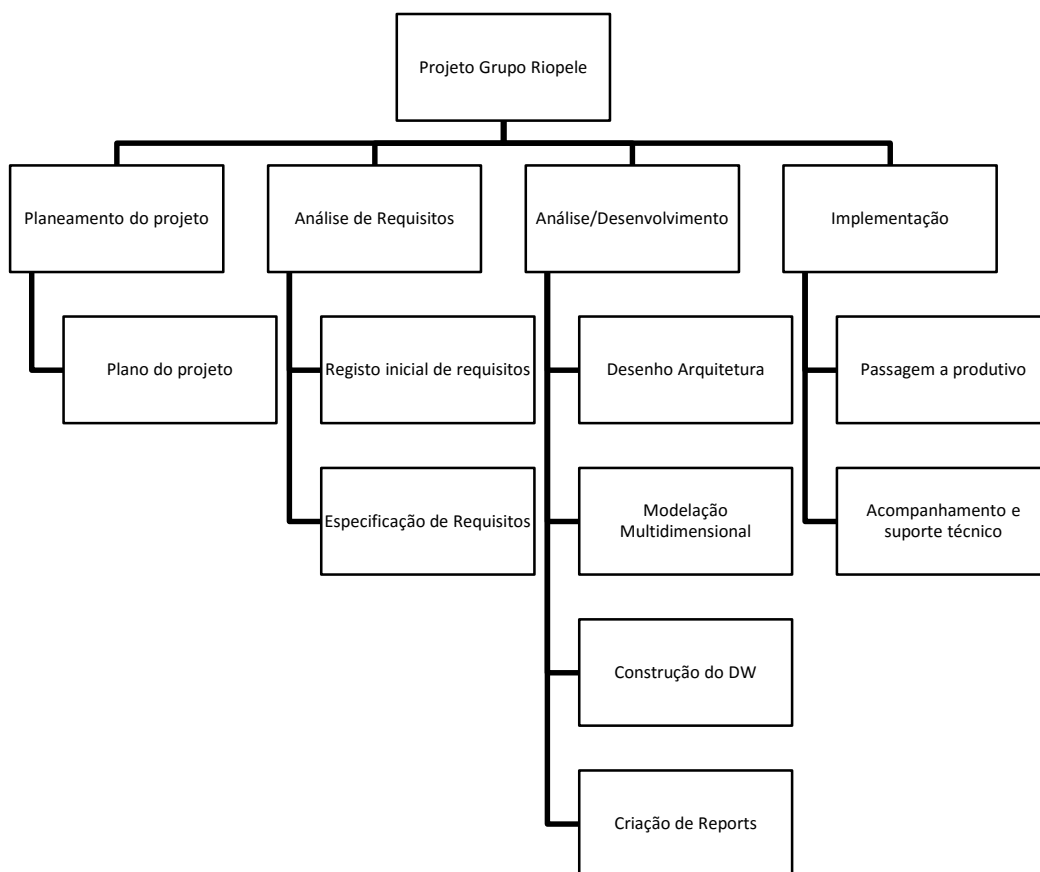 Projeto Grupo Riopele
Planeamento do projeto
Análise de Requisitos
Análise/Desenvolvimento
Implementação
Plano do projeto
Registo inicial de requisitos
Desenho Arquitetura
Passagem a produtivo
Especificação de Requisitos
Modelação
Multidimensional
Acompanhamento e
suporte técnico
Construção do DW
Criação de Reports